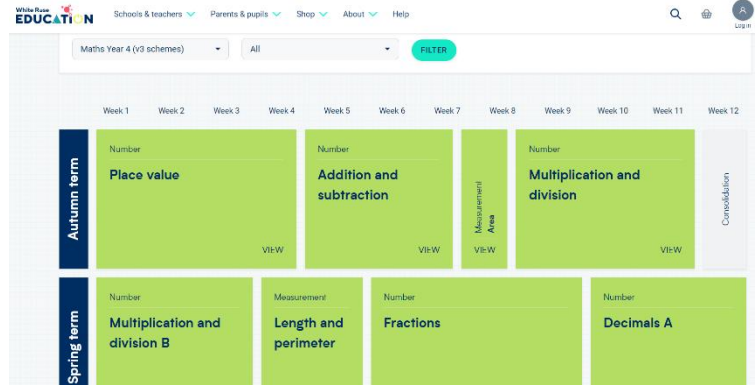 White Rose
EDUCATION
Schools & teachers
Parents & pupils
Shop
About
Help
Login
Maths Year 4 (v3 schemes)
All
FILTER
Week 1 Week 2 Week 3 Week 4 Week 5 Week 6 Week 7 Week 8 Week 9 Week 10 Week 11 Week 12
Autumn term
Number
Place value
VIEW
Number
Addition and
subtraction
VIEW
Measurement
Area
VIEW
Number
Multiplication and
division
VIEW
Consolidation
Spring term
Number
Multiplication and
division B
Measurement
Length and
perimeter
Number
Fractions
Number
Decimals A